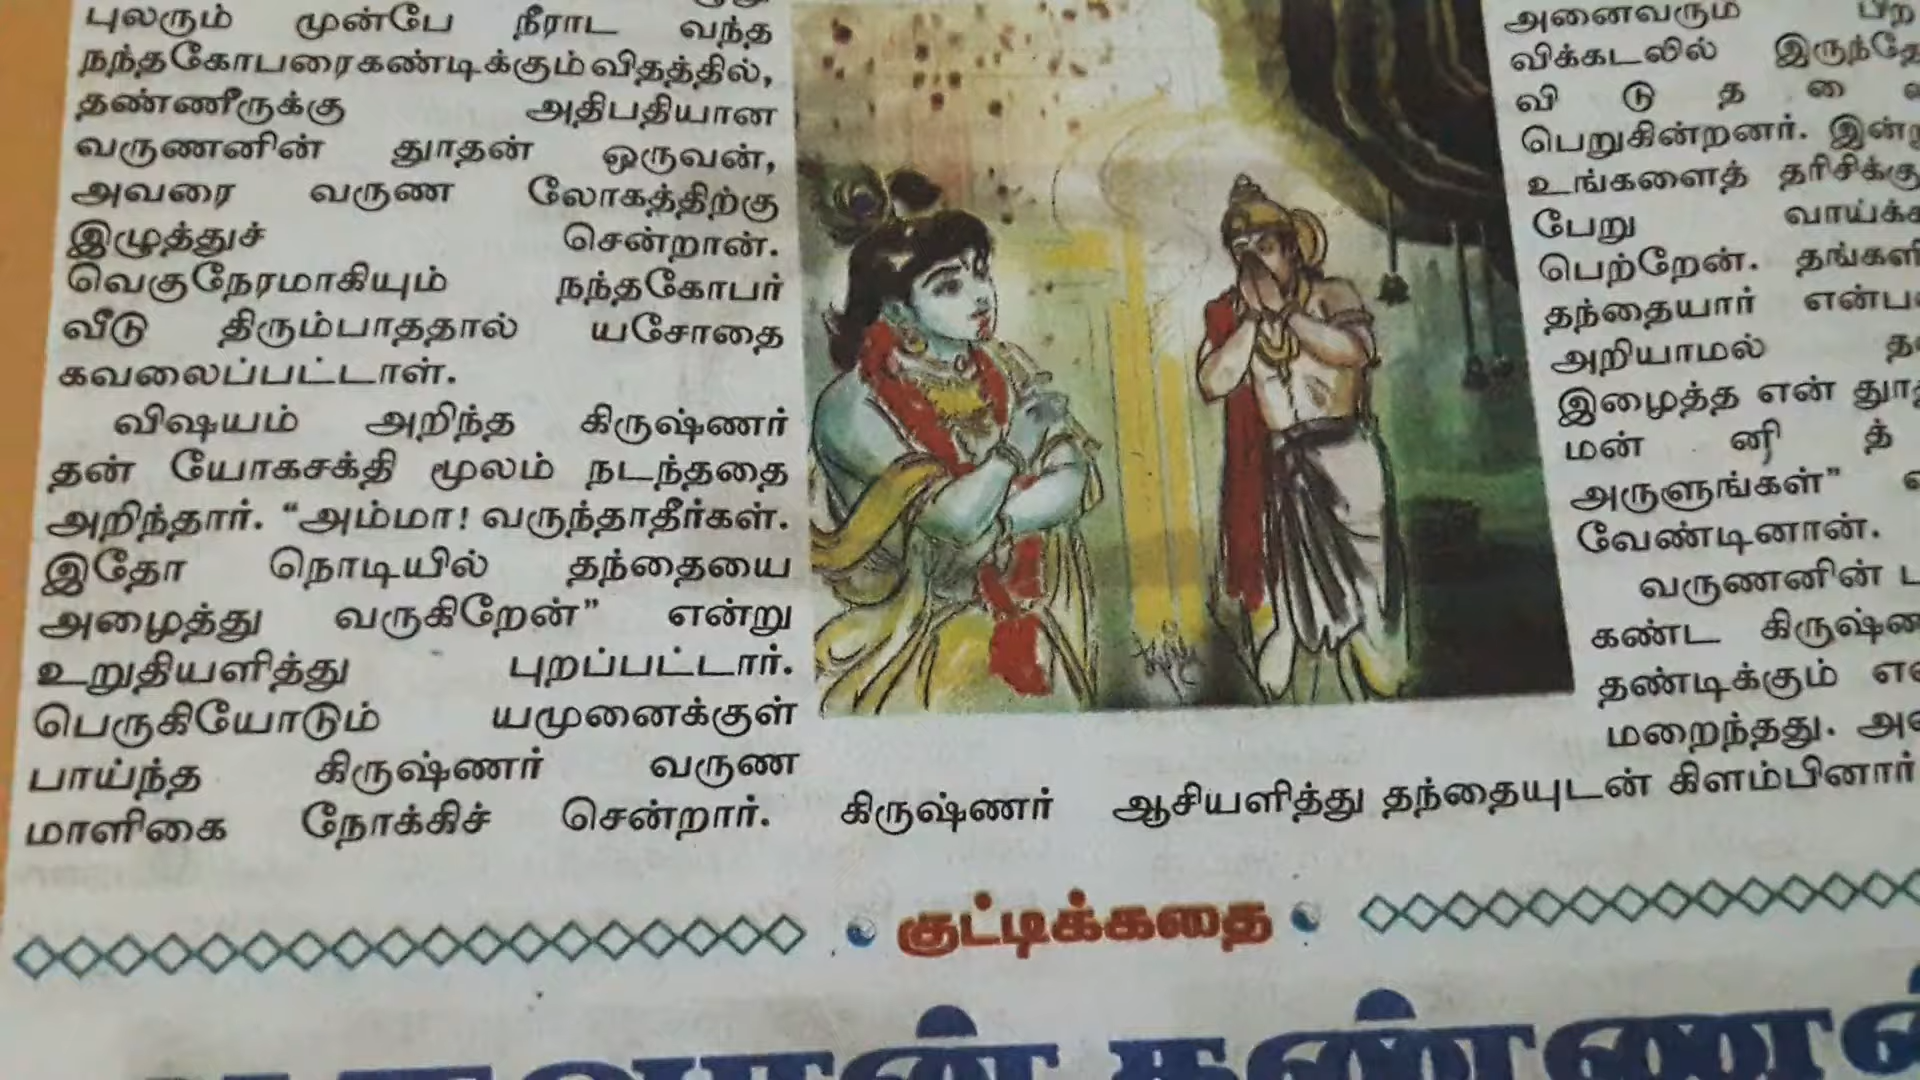 புலரும் முன்பே நீராட வந்த
நந்தகோபரைகண்டிக்கும்விதத்தில்,
தண்ணீருக்கு அதிபதியான
வருணனின் தூதன் ஒருவன்,
அவரை வருண லோகத்திற்கு
இழுத்துச் சென்றான்.
வெகுநேரமாகியும் நந்தகோபர்
வீடு திரும்பாததால் யசோதை
கவலைப்பட்டாள்.
விஷயம் அறிந்த கிருஷ்ணர்
தன் யோகசக்தி மூலம் நடந்ததை
அறிந்தார். “அம்மா! வருந்தாதீர்கள்.
இதோ நொடியில் தந்தையை
அழைத்து வருகிறேன்” என்று
உறுதியளித்து புறப்பட்டார்.
பெருகியோடும் யமுனைக்குள்
பாய்ந்த கிருஷ்ணர் வருண
மாளிகை நோக்கிச் சென்றார்.
அனைவரும்
விக்கடலில்
வி டு த லை
பெறுகின்றனர்.
உங்களைத்
பேறு
பெற்றேன்.
தந்தையார்
அறியாமல்
இழைத்த என்
மன் னி த்
அருளுங்கள்”
வேண்டினான்.
வருணனின்
கண்ட
தண்டிக்கும்
மறைந்தது.
கிருஷ்ணர் ஆசியளித்து தந்தையுடன் கிளம்பினார்
குட்டிக்கதை